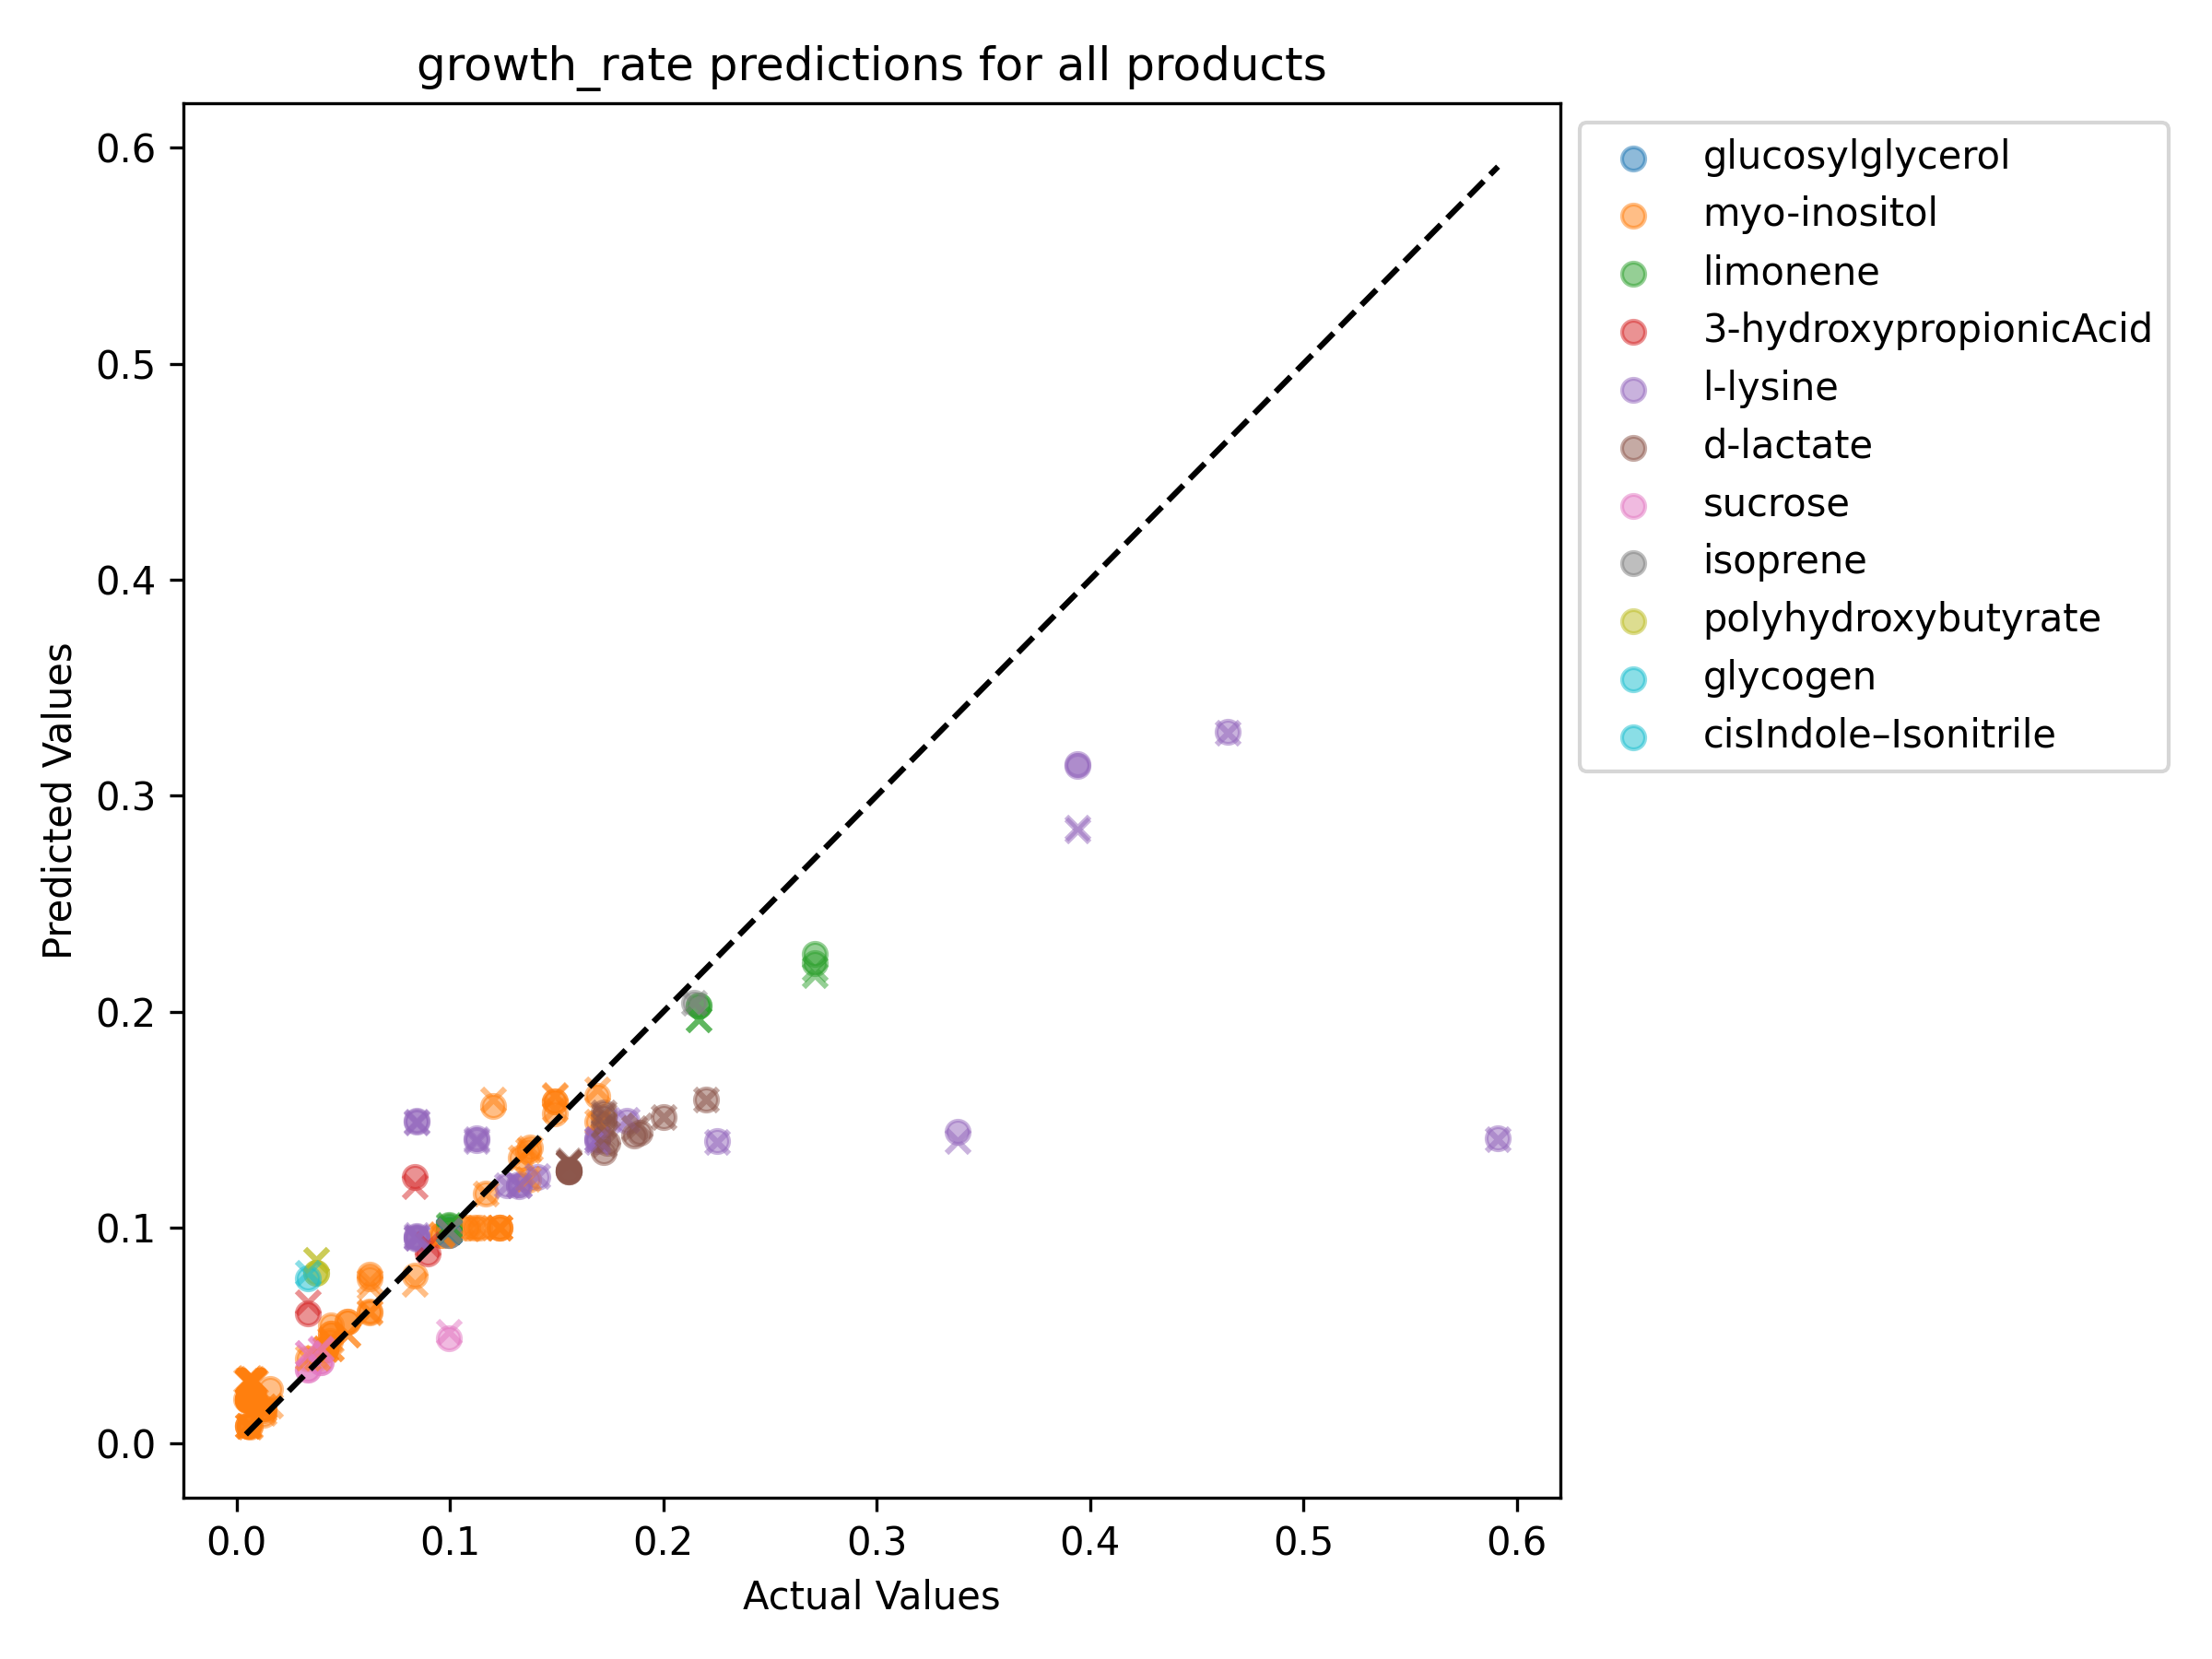 growth_rate predictions for all products
0.6
0.5
0.4
0.3
0.2
0.1
0.0
Predicted Values
0.0 0.1 0.2 0.3 0.4 0.5 0.6
Actual Values
glucosylglycerol
myo-inositol
limonene
3-hydroxypropionicAcid
l-lysine
d-lactate
sucrose
isoprene
polyhydroxybutyrate
glycogen
cisIndole–Isonitrile